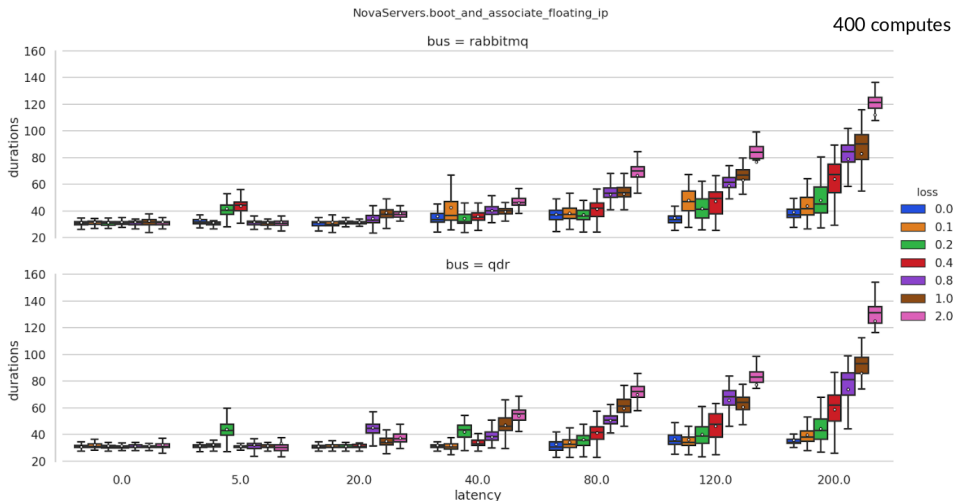 NovaServers.boot_and_associate_floating_ip
400 computes
bus = rabbitmq
160
140
120
100
80
60
40
20
durations
bus = qdr
160
140
120
100
80
60
40
20
durations
0.0 5.0 20.0 40.0 80.0 120.0 200.0
latency
loss
0.0
0.1
0.2
0.4
0.8
1.0
2.0